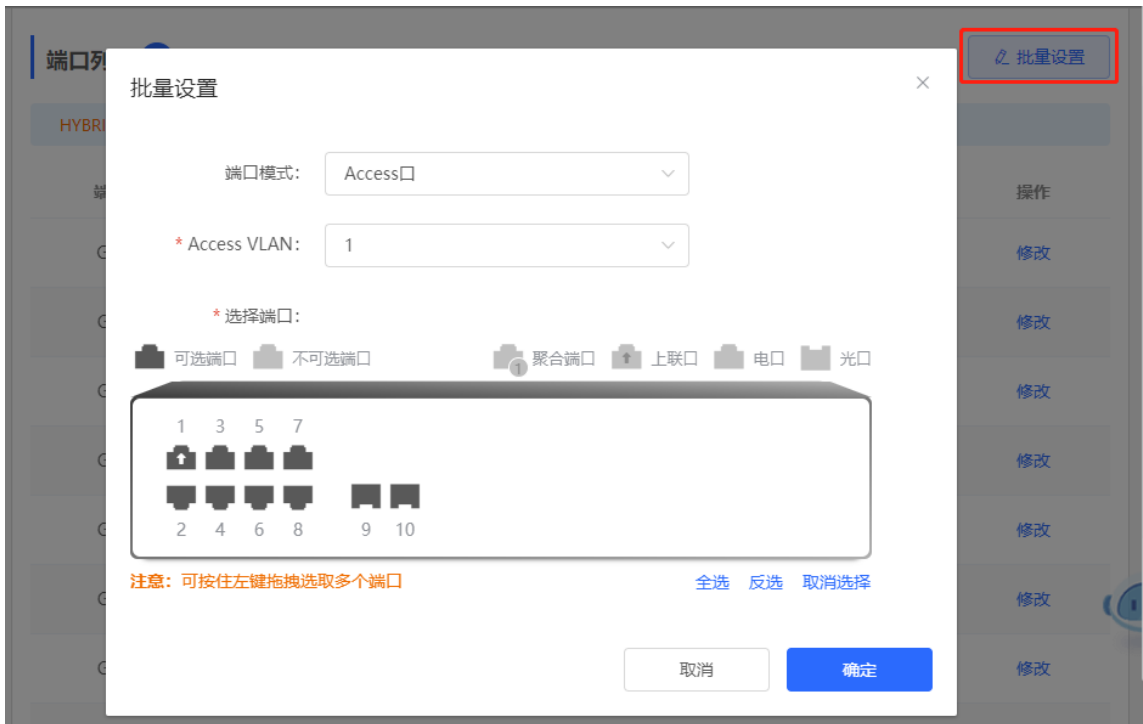 端口列
批量设置
批量设置
HYBRI
端口模式:
Access口
操作
* Access VLAN:
1
修改
* 选择端口:
修改
可选端口 不可选端口 1 聚合端口 上联口 电口 光口
修改
1 3 5 7
修改
2 4 6 8 9 10
修改
注意：可按住左键拖拽选取多个端口 全选 反选 取消选择
修改
取消 确定
修改